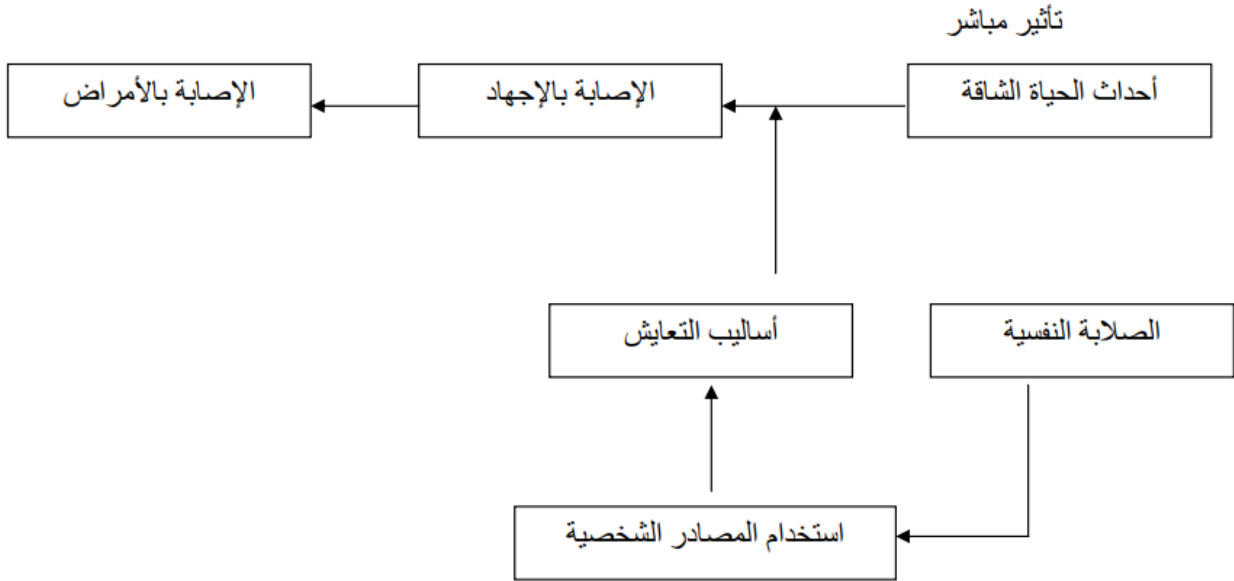 تأثير مباشر
أحداث الحياة الشاقة
الإصابة بالإجهاد
الإصابة بالأمراض
الصلابة النفسية
أساليب التعايش
استخدام المصادر الشخصية